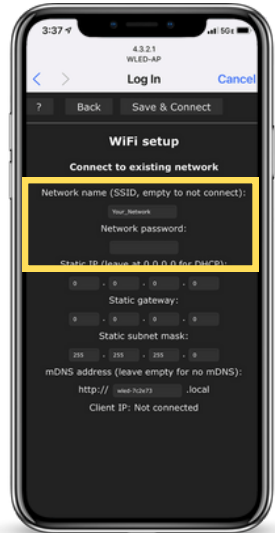 3:37 5G
4.3.2.1
WLED-AP
< > Log In Cancel
? Back Save & Connect
WiFi setup
Connect to existing network
Network name (SSID, empty to not connect):
Your_Network
Network password:
Static IP (leave at 0.0.0.0 for DHCP):
0 . 0 . 0 . 0
Static gateway:
0 . 0 . 0 . 0
Static subnet mask:
255 . 255 . 255 . 0
mDNS address (leave empty for no mDNS):
http:// wled-7c2e73 .local
Client IP: Not connected